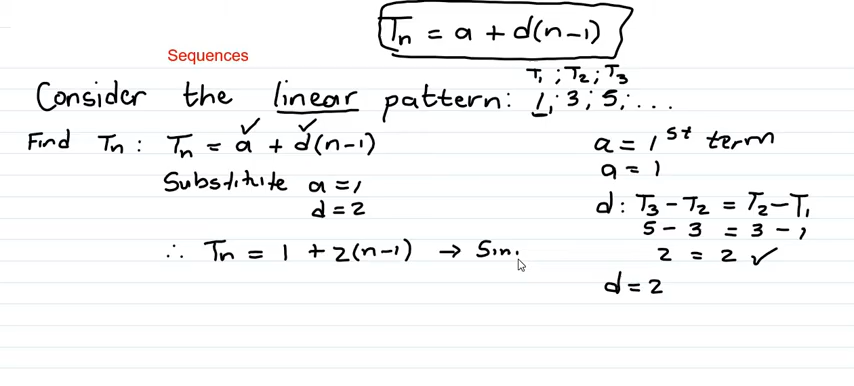 Tn = a + d(n-1)
Sequences
T1 ; T2 ; T3
Consider the linear pattern: 1; 3; 5; ...
Find Tn : Tn = a + d(n-1)
a = 1st term
a = 1
Substitute a = 1
d = 2
d : T3 - T2 = T2 - T1
5 - 3 = 3 - 1
2 = 2 ✓
∴ Tn = 1 + 2(n-1) → Sin
d = 2